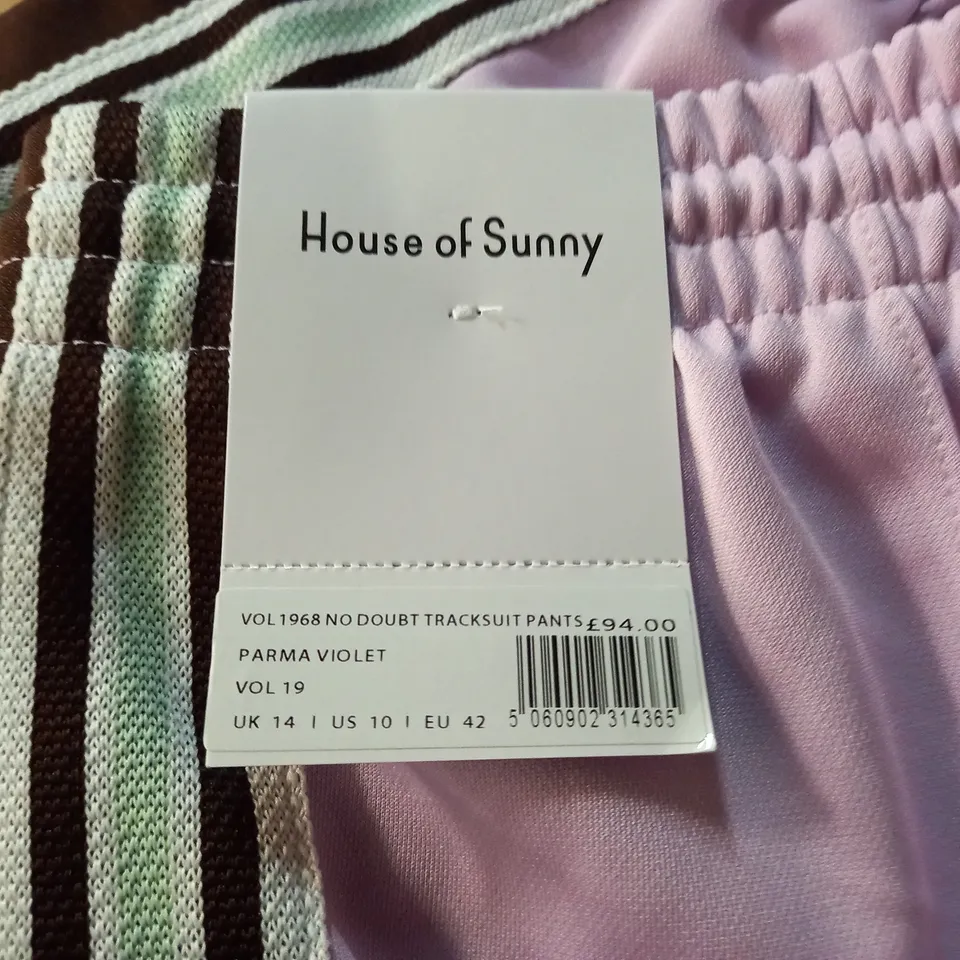 House of Sunny
VOL1968 NO DOUBT TRACKSUIT PANTS £94.00
PARMA VIOLET
VOL 19
UK 14 | US 10 | EU 42
5 060902 314365